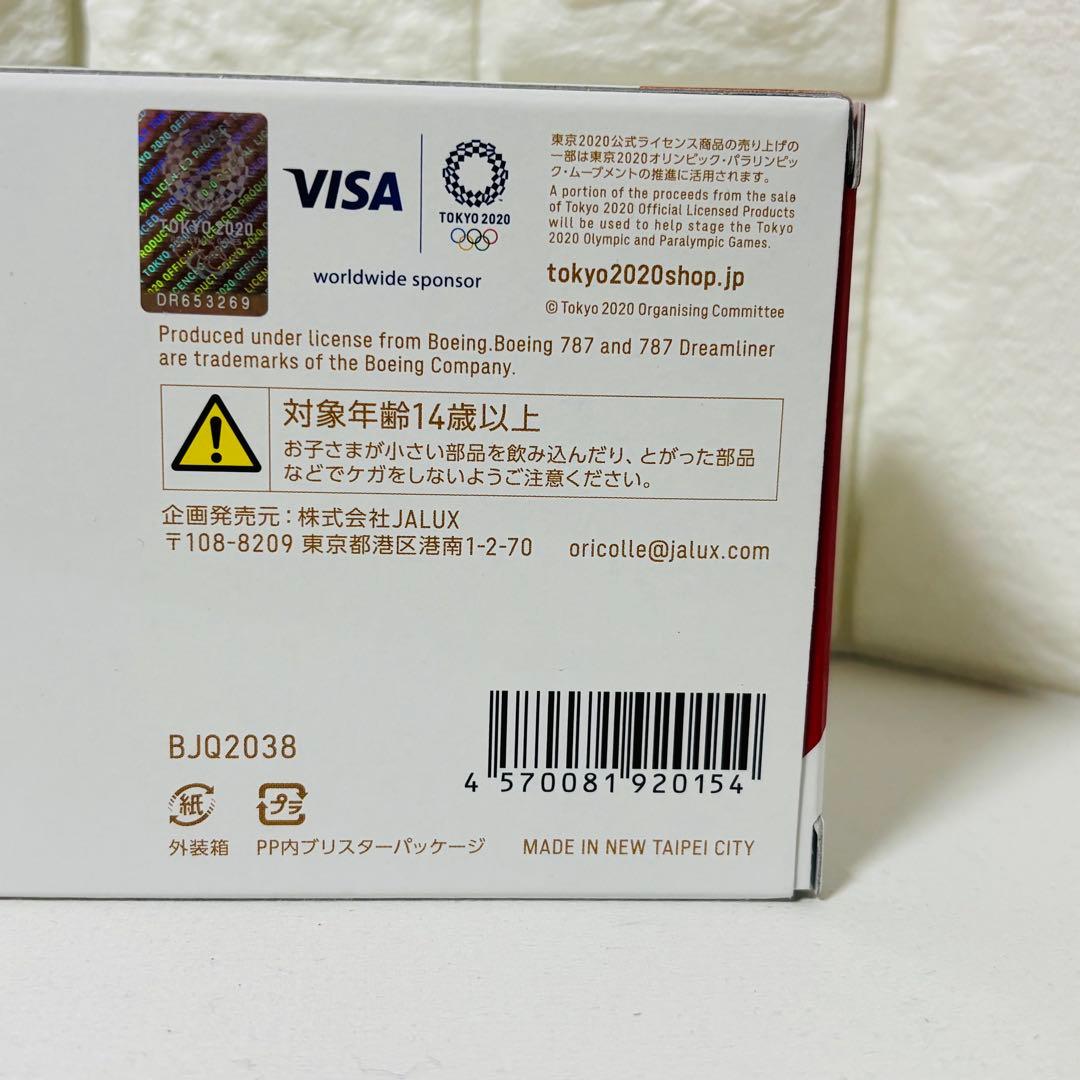 TOKYO 2020
DR653269
VISA
worldwide sponsor
TOKYO 2020
東京2020公式ライセンス商品の売り上げの
一部は東京2020オリンピック・パラリンピッ
ク・ムーブメントの推進に活用されます。
A portion of the proceeds from the sale
of Tokyo 2020 Official Licensed Products
will be used to help stage the Tokyo
2020 Olympic and Paralympic Games.
tokyo2020shop.jp
© Tokyo 2020 Organising Committee
Produced under license from Boeing.Boeing 787 and 787 Dreamliner
are trademarks of the Boeing Company.
対象年齢14歳以上
お子さまが小さい部品を飲み込んだり、とがった部品
などでケガをしないようご注意ください。
企画発売元：株式会社JALUX
〒108-8209 東京都港区港南1-2-70 oricolle@jalux.com
BJQ2038
4 570081 920154
紙
プラ
外装箱 PP内ブリスターパッケージ
MADE IN NEW TAIPEI CITY